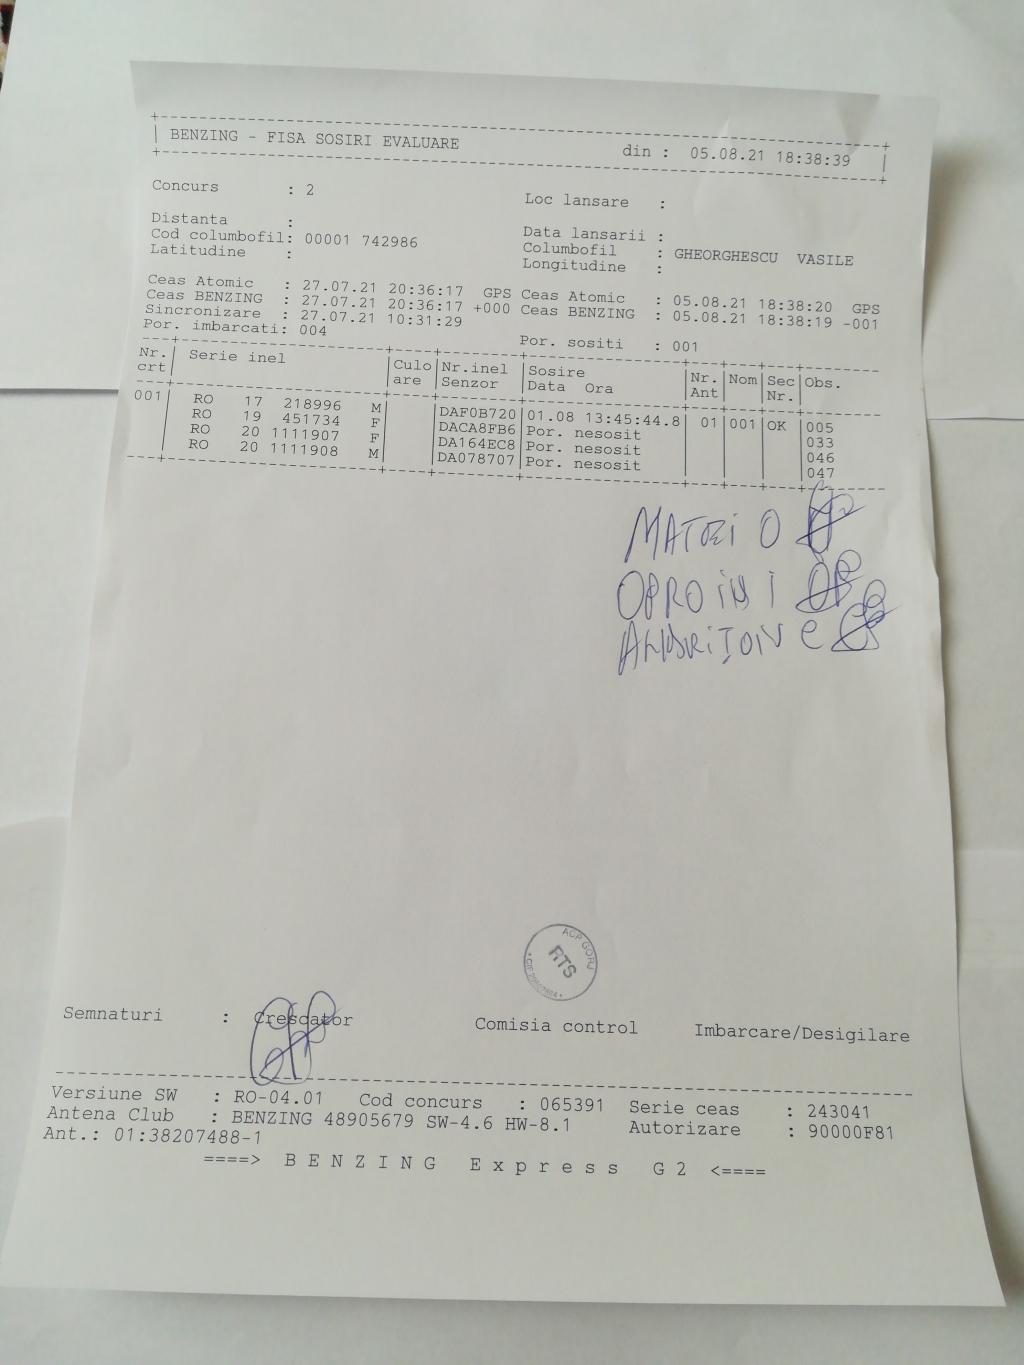 BENZING - FISA SOSIRI EVALUARE din : 05.08.21 18:38:39
Concurs : 2 Loc lansare :
Distanta : Data lansarii :
Cod columbofil: 00001 742986 Columbofil : GHEORGHESCU VASILE
Latitudine : Longitudine :
Ceas Atomic : 27.07.21 20:36:17 GPS Ceas Atomic : 05.08.21 18:38:20 GPS
Ceas BENZING : 27.07.21 20:36:17 +000 Ceas BENZING : 05.08.21 18:38:19 -001
Sincronizare : 27.07.21 10:31:29
Por. imbarcati: 004 Por. sositi : 001
Nr. Serie inel Culo Nr.inel Sosire Nr. Nom Sec Obs.
crt are Senzor Data Ora Ant Nr.
001 RO 17 218996 M DAF0B720 01.08 13:45:44.8 01 001 OK 005
RO 19 451734 F DACA8FB6 Por. nesosit 033
RO 20 1111907 F DA164EC8 Por. nesosit 046
RO 20 1111908 M DA078707 Por. nesosit 047
MATEI O
OPROIU I
ACP GORJ
RTS
Semnaturi : Crescator Comisia control Imbarcare/Desigilare
Versiune SW : RO-04.01 Cod concurs : 065391 Serie ceas : 243041
Antena Club : BENZING 48905679 SW-4.6 HW-8.1 Autorizare : 90000F81
Ant.: 01:38207488-1
====> B E N Z I N G E x p r e s s G 2 <====